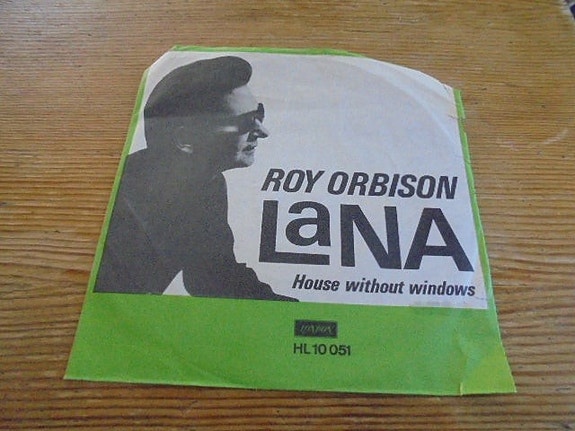 ROY ORBISON
LaNA
House without windows
LONDON
HL 10 051